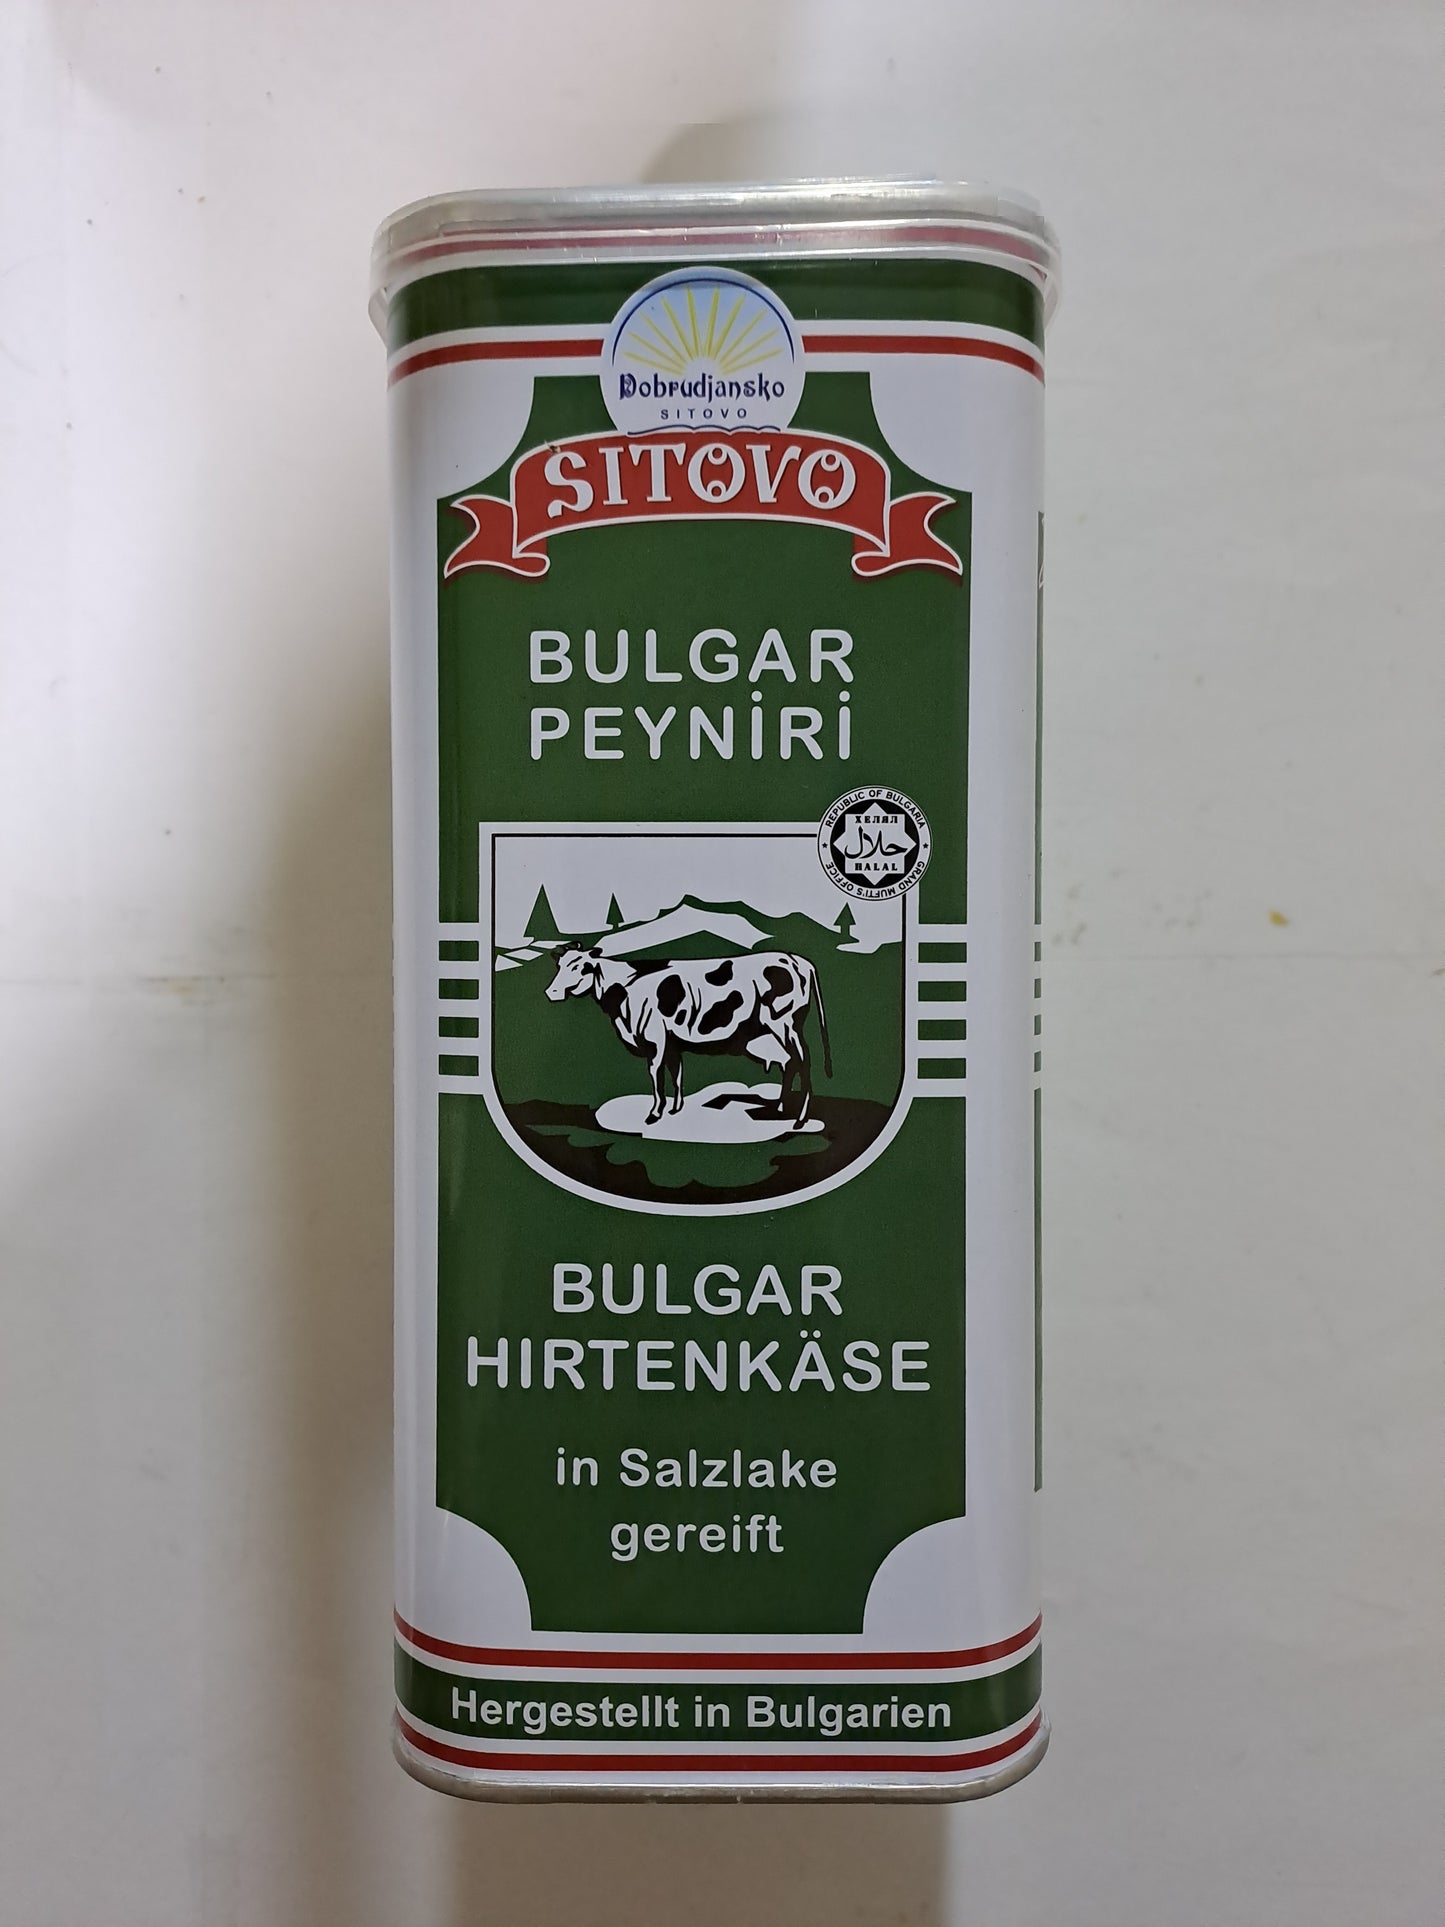 Dobrudjansko
SITOVO
SITOVO
BULGAR
PEYNİRİ
REPUBLIC OF BULGARIA
ХЕЛЯЛ
حلال
HALAL
GRAND MUFTI'S OFFICE
BULGAR
HIRTENKÄSE
in Salzlake
gereift
Hergestellt in Bulgarien